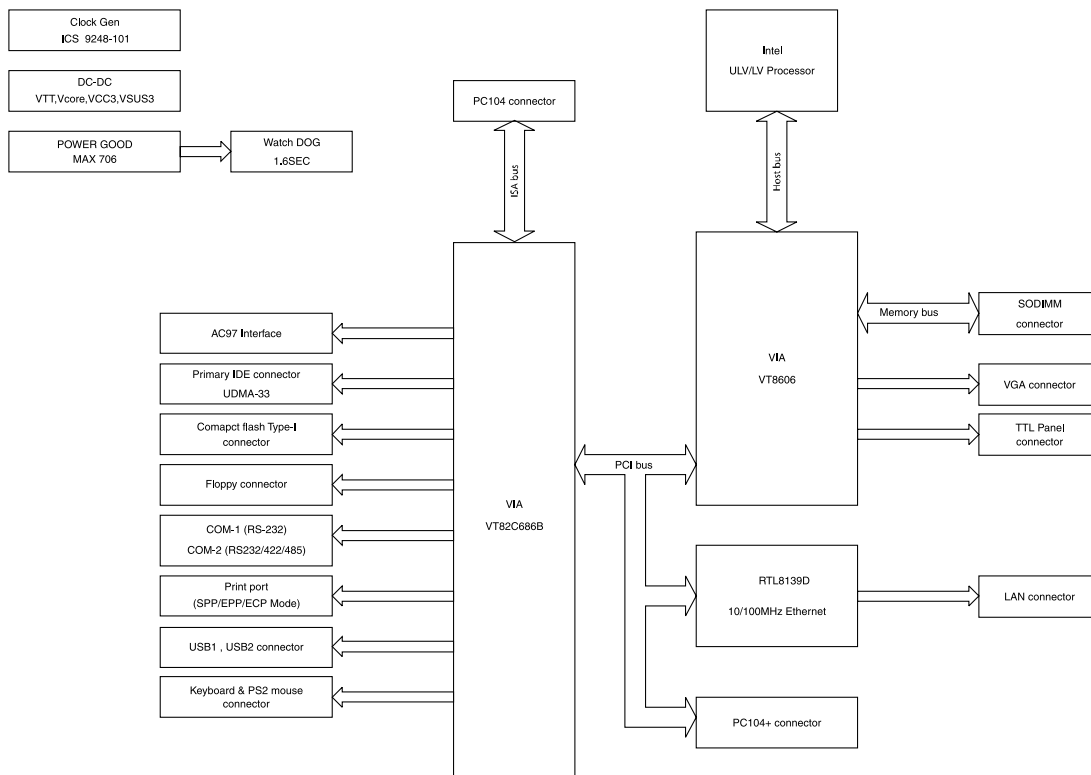 Clock Gen
ICS 9248-101
DC-DC
VTT,Vcore,VCC3,VSUS3
POWER GOOD
MAX 706
Watch DOG
1.6SEC
PC104 connector
Intel
ULV/LV Processor
ISA bus
Host bus
AC97 Interface
Primary IDE connector
UDMA-33
Comapct flash Type-I
connector
Floppy connector
COM-1 (RS-232)
COM-2 (RS232/422/485)
Print port
(SPP/EPP/ECP Mode)
USB1 , USB2 connector
Keyboard & PS2 mouse
connector
VIA
VT82C686B
PCI bus
VIA
VT8606
Memory bus
SODIMM
connector
VGA connector
TTL Panel
connector
RTL8139D
10/100MHz Ethernet
LAN connector
PC104+ connector